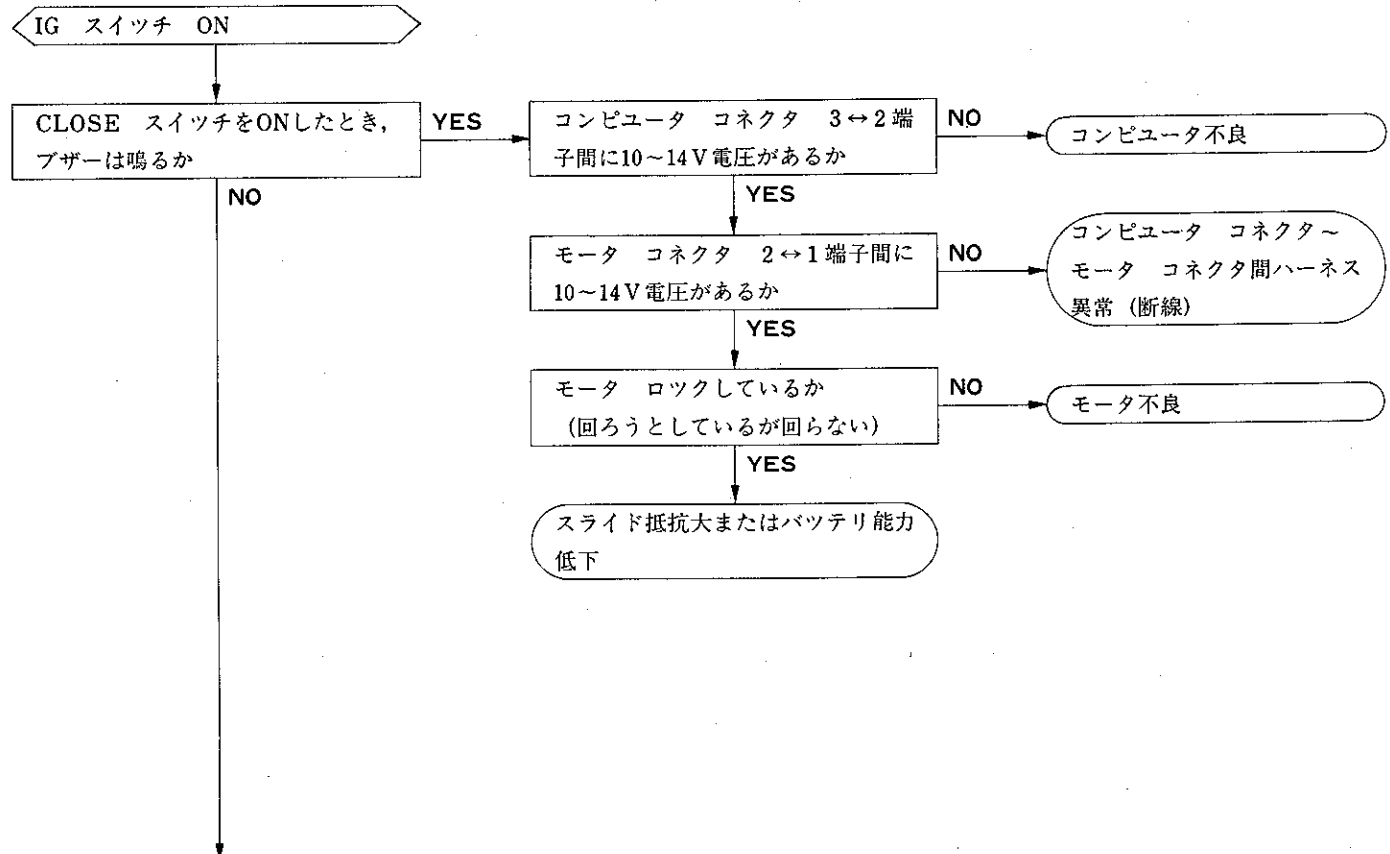 IG スイッチ ON
CLOSE スイッチをONしたとき,
ブザーは鳴るか
YES
コンピユータ コネクタ 3↔2端
子間に10~14V電圧があるか
NO
コンピユータ不良
NO
YES
モータ コネクタ 2↔1端子間に
10~14V電圧があるか
NO
コンピユータ コネクタ~
モータ コネクタ間ハーネス
異常 (断線)
YES
モータ ロツクしているか
(回ろうとしているが回らない)
NO
モータ不良
YES
スライド抵抗大またはバツテリ能力
低下